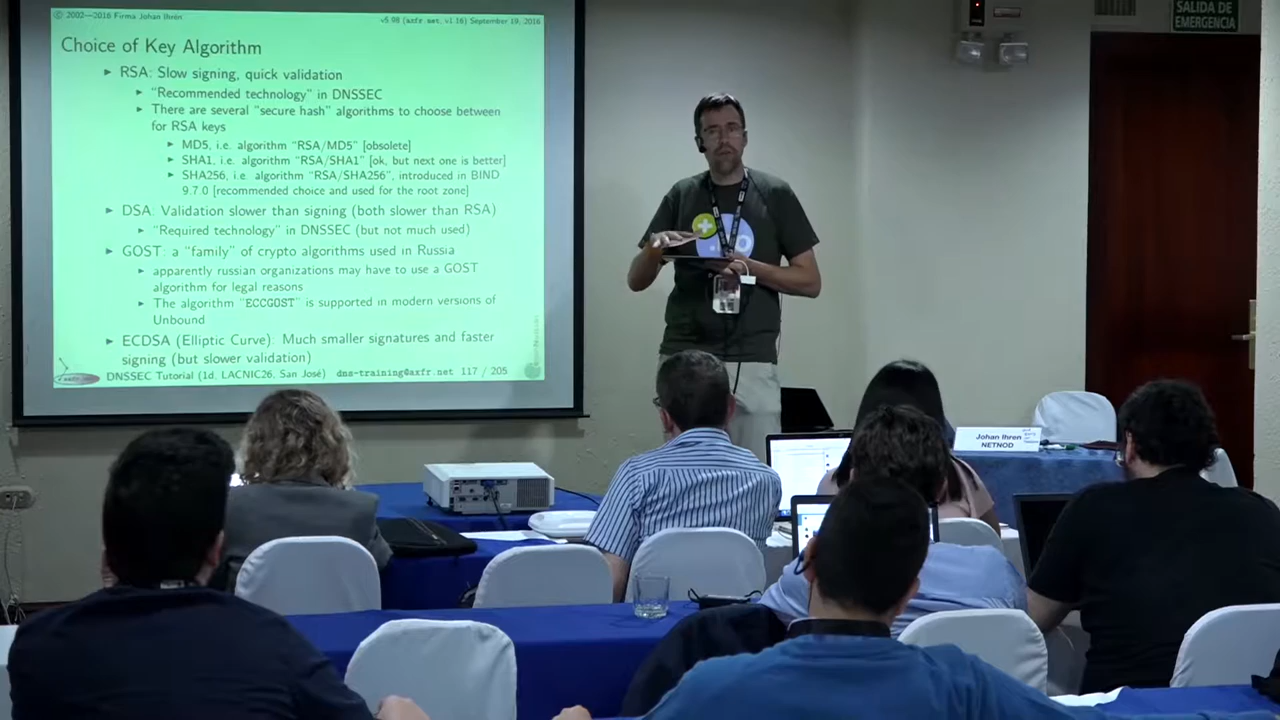 © 2002—2016 Firma Johan Ihrén
v5.98 (axfr.net, v1.16) September 19, 2016
Choice of Key Algorithm
▶ RSA: Slow signing, quick validation
▶ "Recommended technology" in DNSSEC
▶ There are several "secure hash" algorithms to choose between
for RSA keys
▶ MD5, i.e. algorithm "RSA/MD5" [obsolete]
▶ SHA1, i.e. algorithm "RSA/SHA1" [ok, but next one is better]
▶ SHA256, i.e. algorithm "RSA/SHA256", introduced in BIND
9.7.0 [recommended choice and used for the root zone]
▶ DSA: Validation slower than signing (both slower than RSA)
▶ "Required technology" in DNSSEC (but not much used)
▶ GOST: a "family" of crypto algorithms used in Russia
▶ apparently russian organizations may have to use a GOST
algorithm for legal reasons
▶ The algorithm "ECCGOST" is supported in modern versions of
Unbound
▶ ECDSA (Elliptic Curve): Much smaller signatures and faster
signing (but slower validation)
DNSSEC Tutorial (1d, LACNIC26, San José) dns-training@axfr.net 117 / 205
SALIDA DE
EMERGENCIA
Johan Ihren
NETNOD